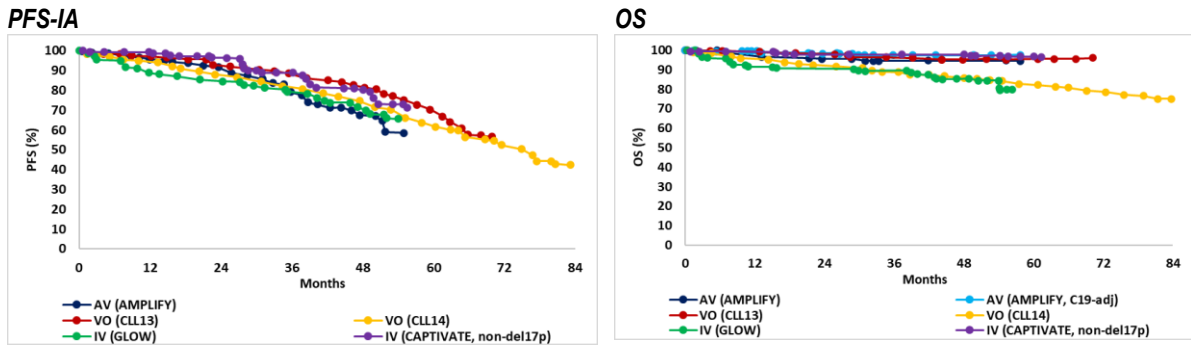 PFS-IA
OS
100
90
80
70
60
50
40
30
20
10
0
PFS (%)
0 12 24 36 48 60 72 84
Months
AV (AMPLIFY)
VO (CLL13) VO (CLL14)
IV (GLOW) IV (CAPTIVATE, non-del17p)
100
90
80
70
60
50
40
30
20
10
0
OS (%)
0 12 24 36 48 60 72 84
Months
AV (AMPLIFY) AV (AMPLIFY, C19-adj)
VO (CLL13) VO (CLL14)
IV (GLOW) IV (CAPTIVATE, non-del17p)